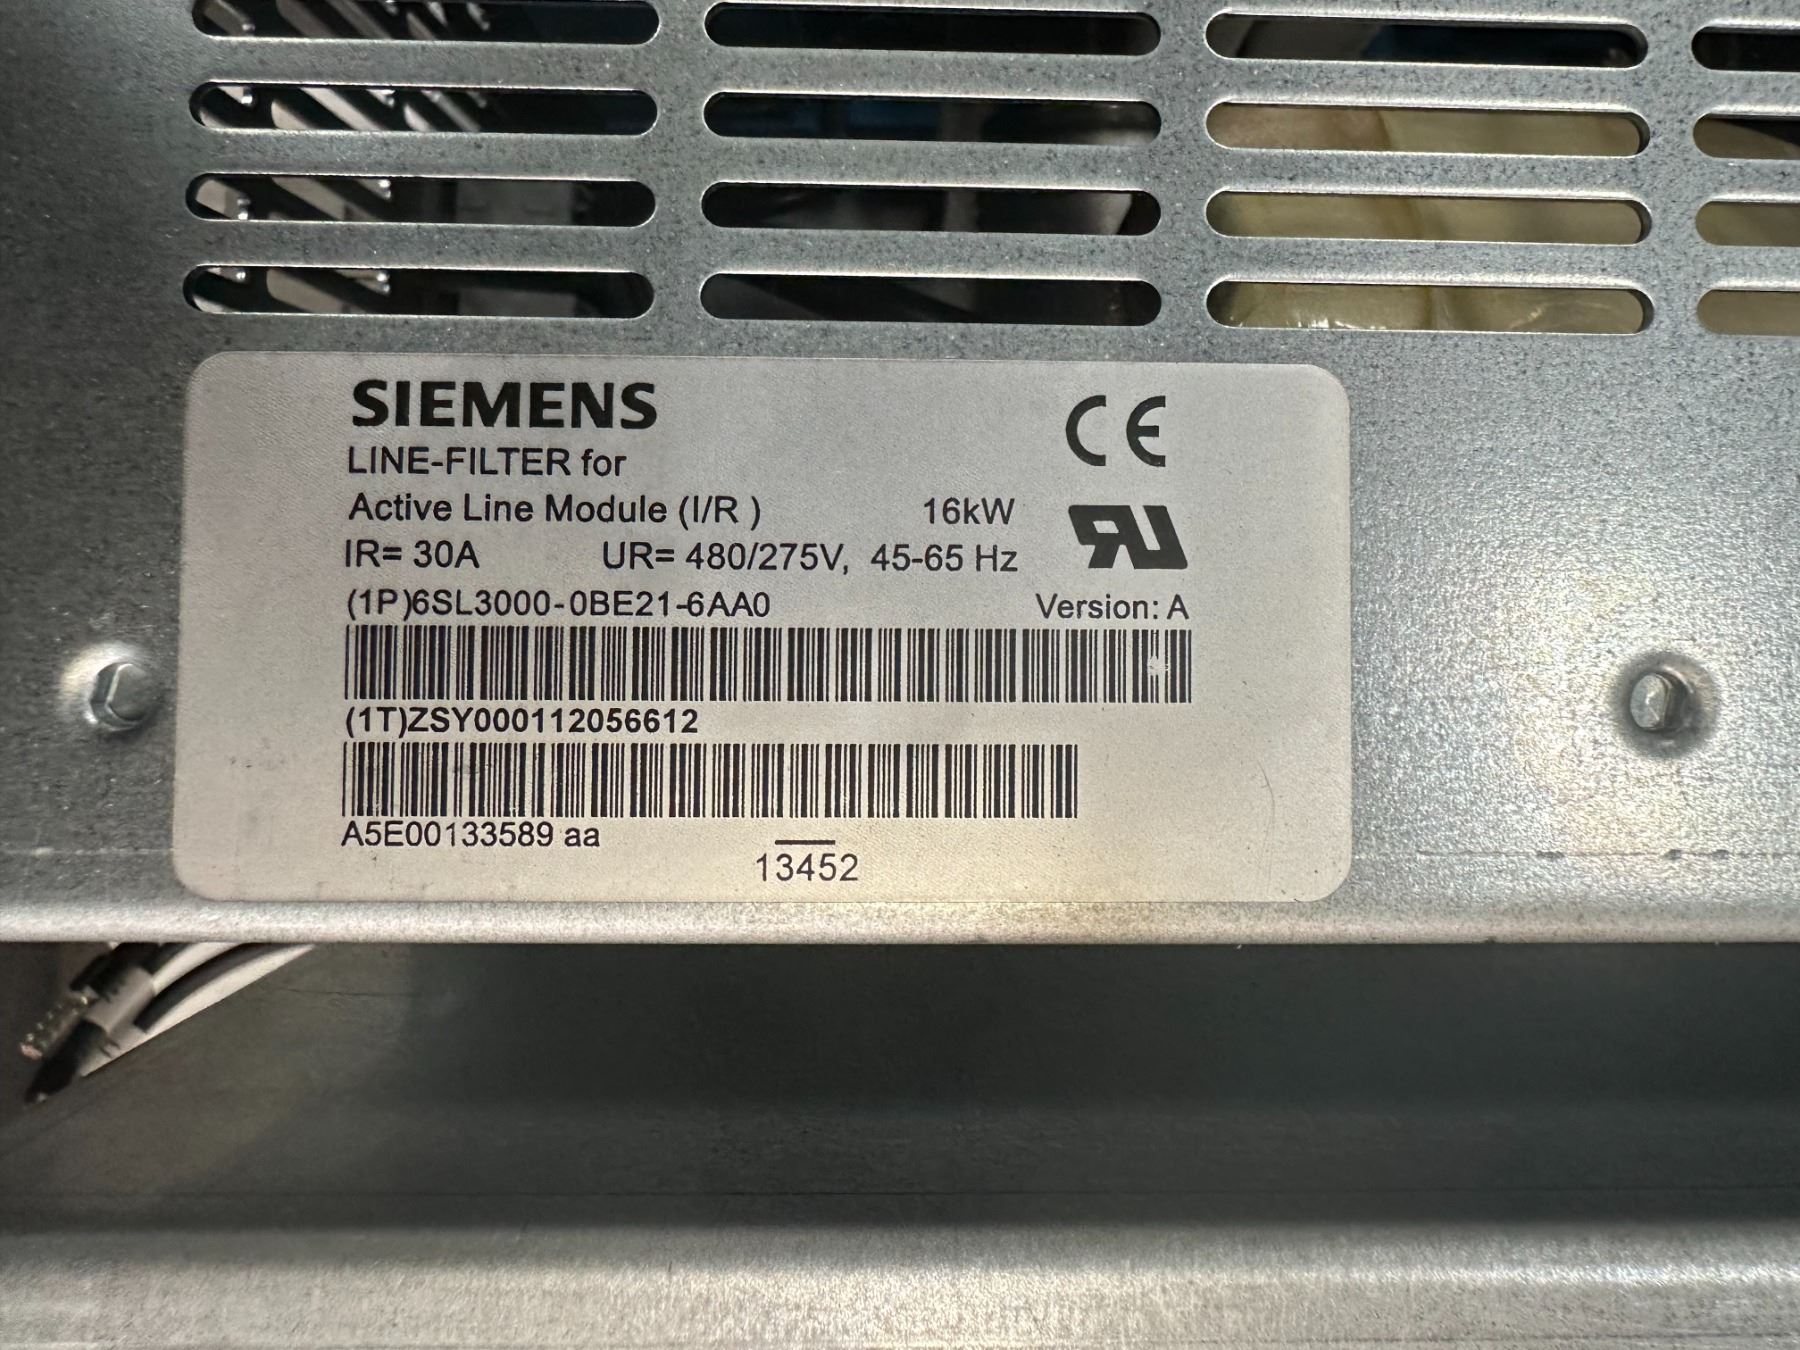 SIEMENS
CE
LINE-FILTER for
Active Line Module (I/R ) 16kW
IR= 30A UR= 480/275V, 45-65 Hz
(1P)6SL3000-0BE21-6AA0 Version: A
(1T)ZSY000112056612
A5E00133589 aa
13452